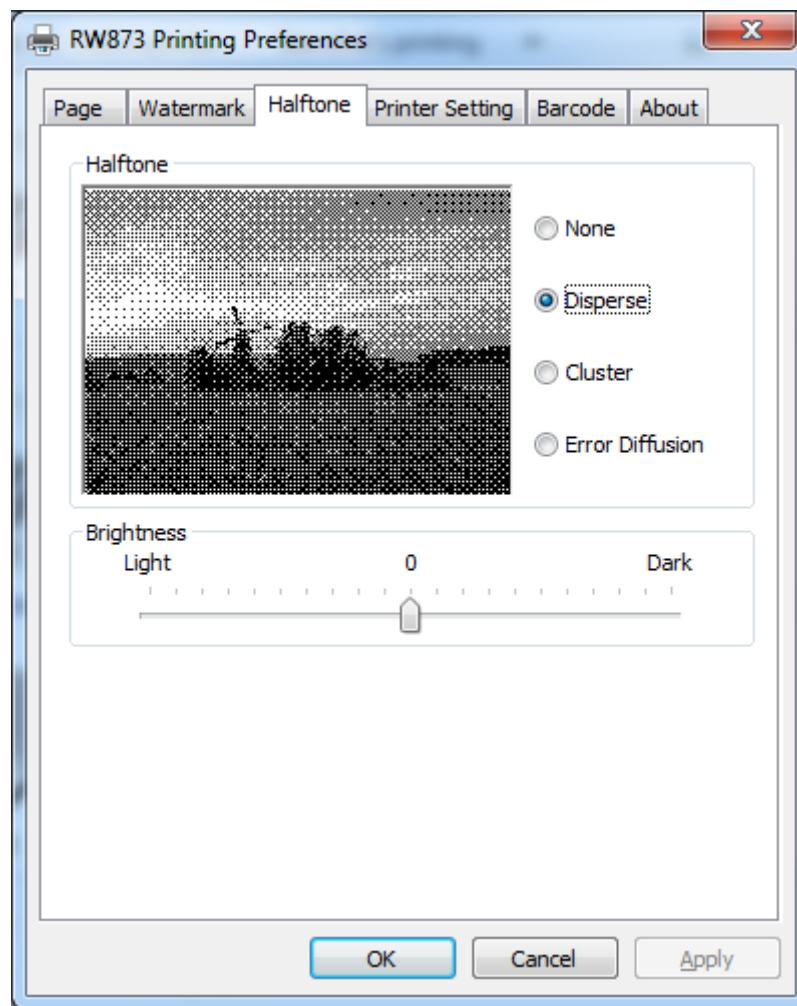 RW873 Printing Preferences
Page Watermark Halftone Printer Setting Barcode About
Halftone
None
Disperse
Cluster
Error Diffusion
Brightness
Light 0 Dark
OK Cancel Apply